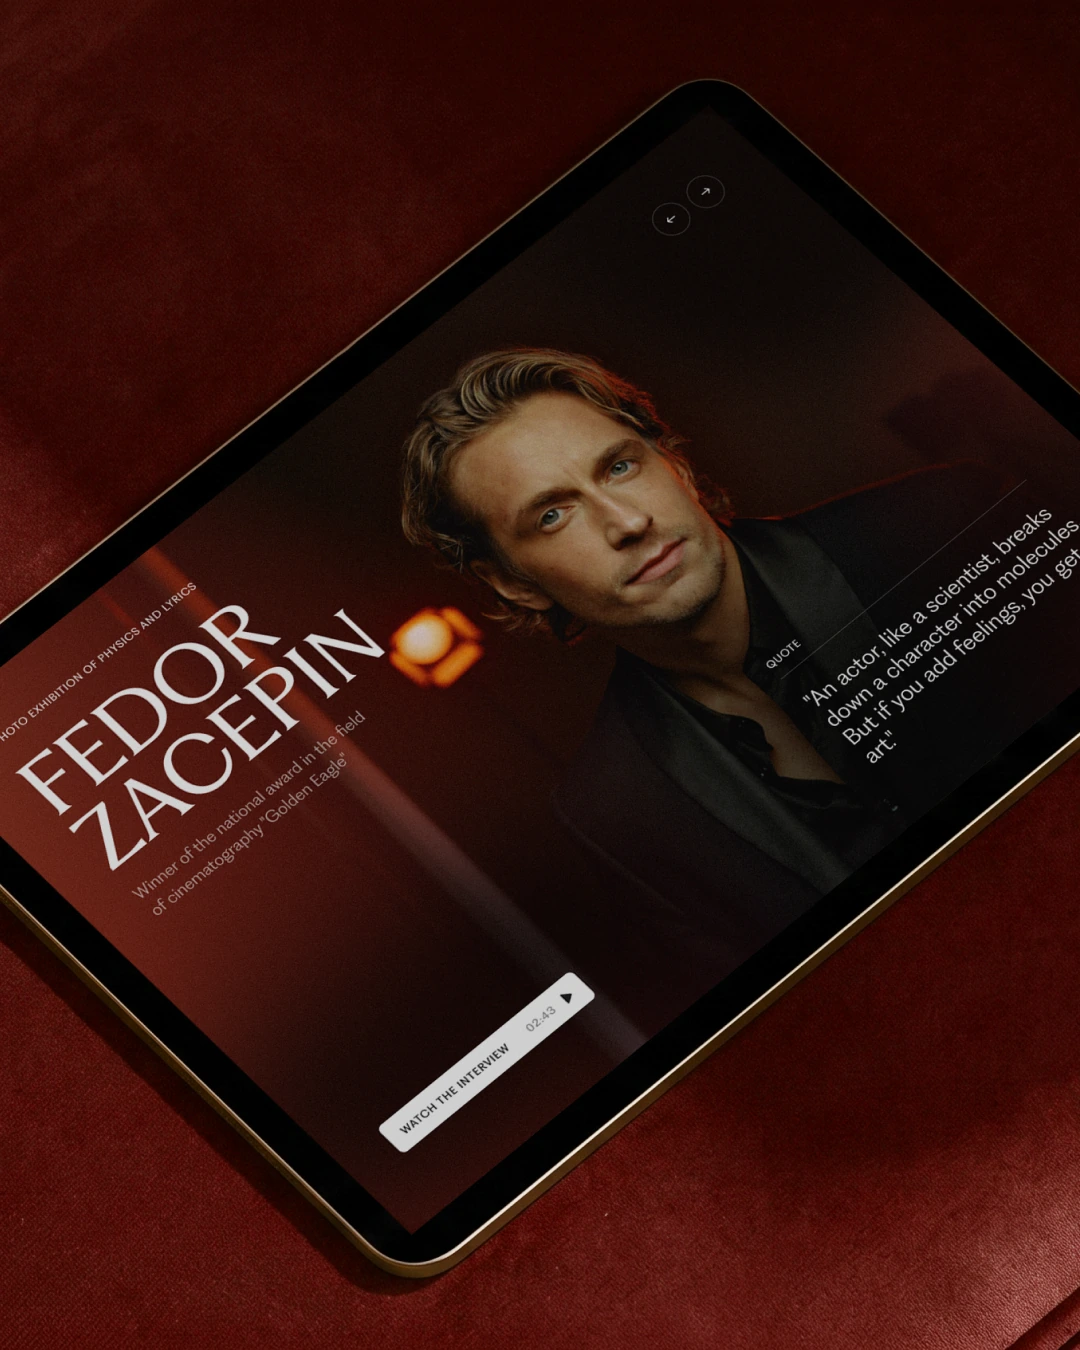 HOTO EXHIBITION OF PHYSICS AND LYRICS
FEDOR
ZACEPIN
Winner of the national award in the field
of cinematography "Golden Eagle"
WATCH THE INTERVIEW 02:43
QUOTE
"An actor, like a scientist, breaks
down a character into molecules
But if you add feelings, you get
art."